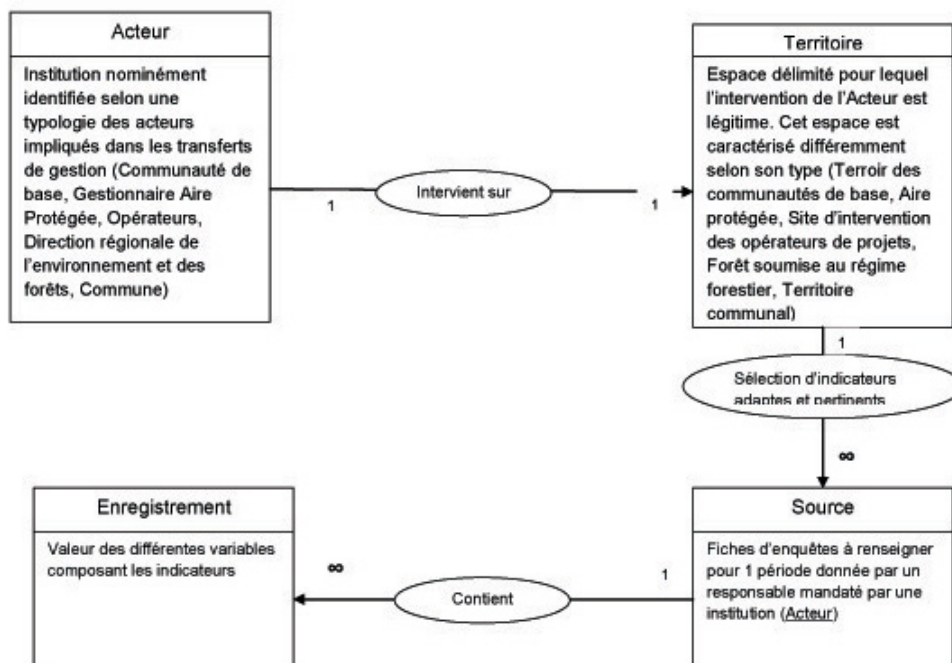 Acteur
Institution nominément
identifiée selon une
typologie des acteurs
impliqués dans les transferts
de gestion (Communauté de
base, Gestionnaire Aire
Protégée, Opérateurs,
Direction régionale de
l'environnement et des
forêts, Commune)
1
Intervient sur
1
Territoire
Espace délimité pour lequel
l'intervention de l'Acteur est
légitime. Cet espace est
caractérisé différemment
selon son type (Terroir des
communautés de base, Aire
protégée, Site d'intervention
des opérateurs de projets,
Forêt soumise au régime
forestier, Territoire
communal)
1
Sélection d'indicateurs
adaptes et pertinents
∞
Source
Fiches d'enquêtes à renseigner
pour 1 période donnée par un
responsable mandaté par une
institution (Acteur)
1
Contient
∞
Enregistrement
Valeur des différentes variables
composant les indicateurs